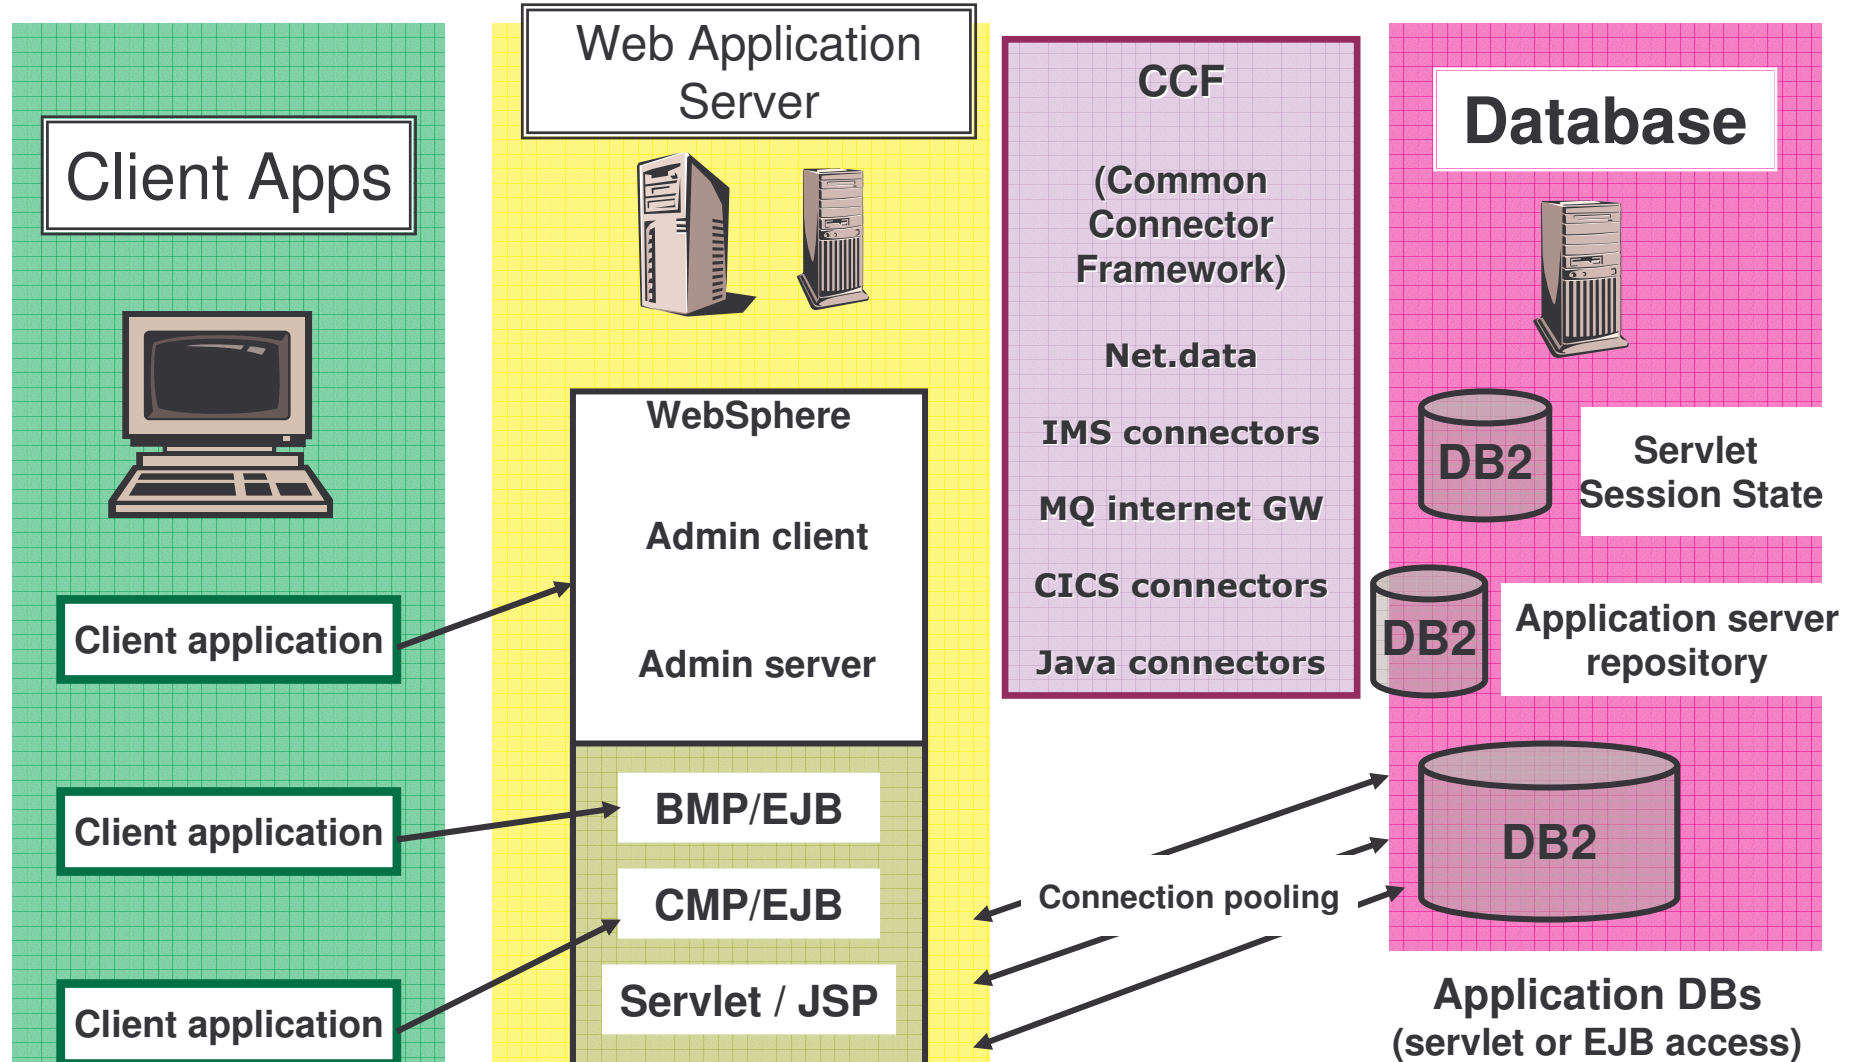 Client Apps
Client application
Client application
Client application
Web Application
Server
WebSphere
Admin client
Admin server
BMP/EJB
CMP/EJB
Servlet / JSP
CCF
(Common
Connector
Framework)
Net.data
IMS connectors
MQ internet GW
CICS connectors
Java connectors
Connection pooling
Database
DB2
Servlet
Session State
DB2
Application server
repository
DB2
Application DBs
(servlet or EJB access)